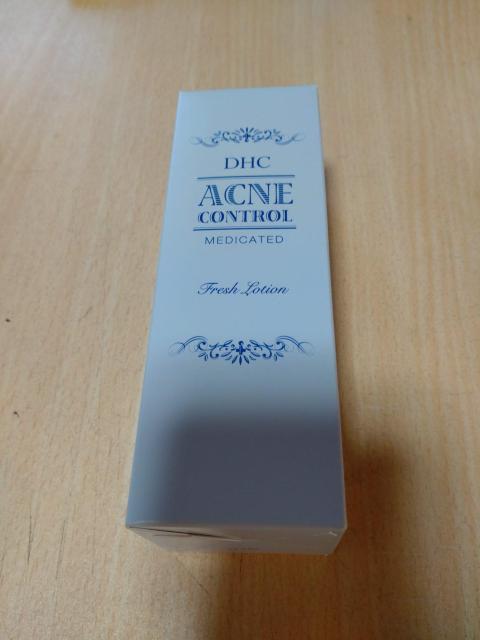 DHC
ACNE
CONTROL
MEDICATED
Fresh Lotion